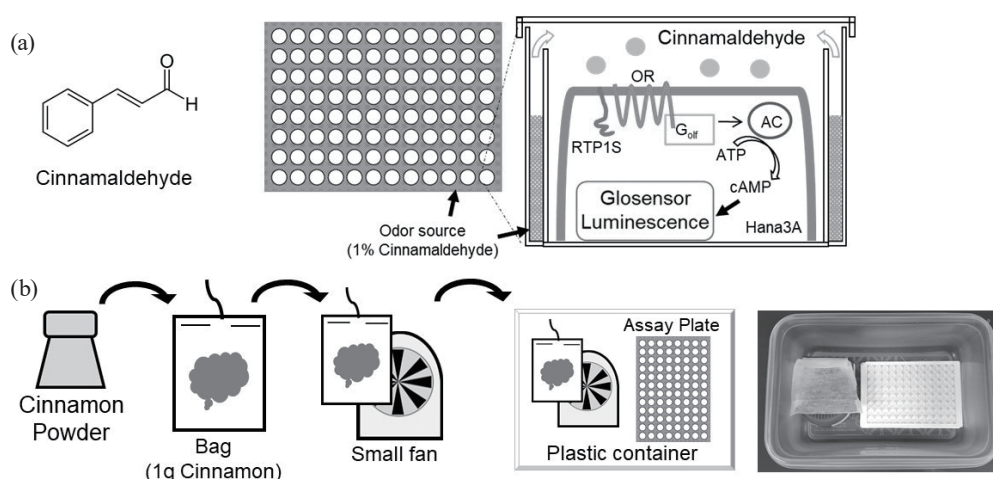 (a)
O
H
Cinnamaldehyde
Odor source
(1% Cinnamaldehyde)
Cinnamaldehyde
OR
RTP1S
Golf
AC
ATP
cAMP
Glosensor
Luminescence
Hana3A
(b)
Cinnamon
Powder
Bag
(1g Cinnamon)
Small fan
Assay Plate
Plastic container